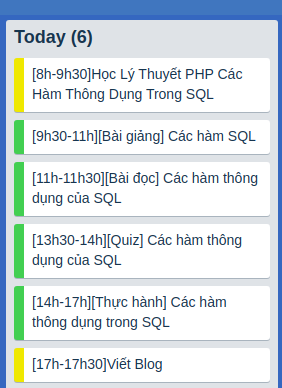 Today (6)
[8h-9h30]Học Lý Thuyết PHP Các
Hàm Thông Dụng Trong SQL
[9h30-11h][Bài giảng] Các hàm SQL
[11h-11h30][Bài đọc] Các hàm thông
dụng của SQL
[13h30-14h][Quiz] Các hàm thông
dụng của SQL
[14h-17h][Thực hành] Các hàm
thông dụng trong SQL
[17h-17h30]Viết Blog